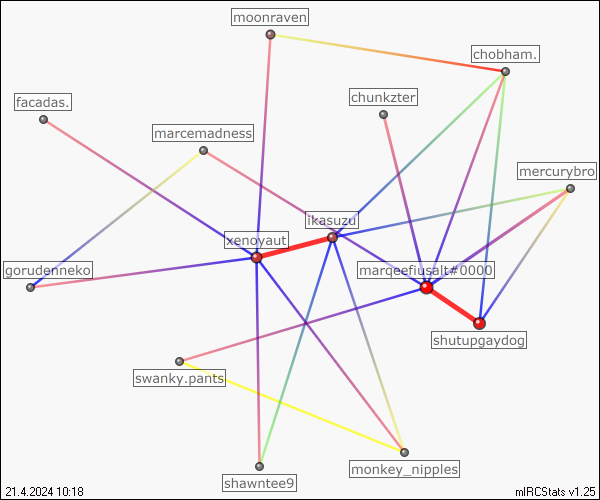 moonraven
chobham.
facadas.
chunkzter
marcemadness
mercurybro
ikasuzu
xenoyaut
gorudenneko
marqeefiusalt#0000
shutupgaydog
swanky.pants
monkey_nipples
shawntee9
21.4.2024 10:18
mIRCStats v1.25